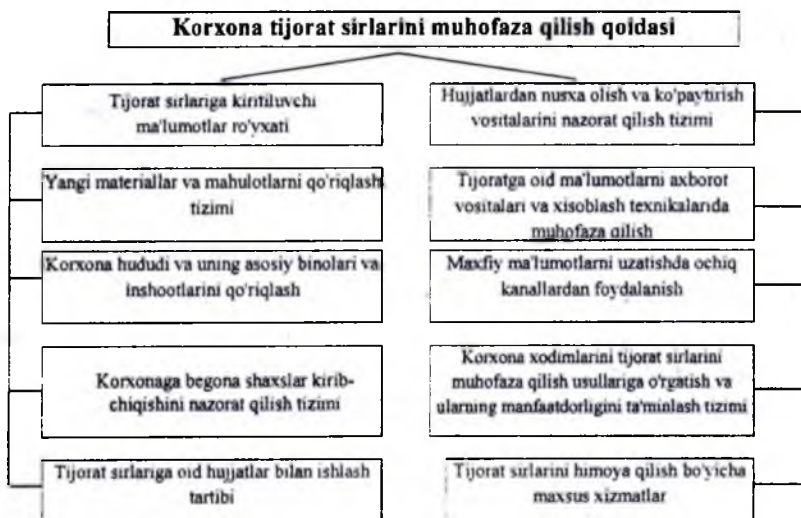 Korxona tijorat sirlarini muhofaza qilish qoidasi
Tijorat sirlariga kiritiluvchi
ma'lumotlar ro'yxati
Yangi materiallar va mahulotlarni qo'riqlash
tizimi
Korxona hududi va uning asosiy binolari va
inshootlarini qo'riqlash
Korxonaga begona shaxslar kirib-
chiqishini nazorat qilish tizimi
Tijorat sirlariga oid hujjatlar bilan ishlash
tartibi
Hujjatlardan nusxa olish va ko'paytirish
vositalarini nazorat qilish tizimi
Tijoratga oid ma'lumotlarni axborot
vositalari va xisoblash texnikalarida
muhofaza qilish
Maxfiy ma'lumotlarni uzatishda ochiq
kanallardan foydalanish
Korxona xodimlarini tijorat sirlarini
muhofaza qilish usullariga o'rgatish va
ularning manfaatdorligini ta'minlash tizimi
Tijorat sirlarini himoya qilish bo'yicha
maxsus xizmatlar